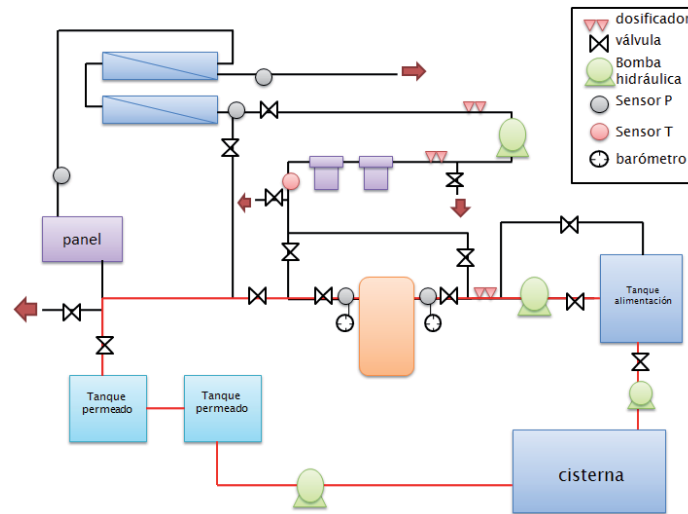 dosificador
válvula
Bomba
hidráulica
Sensor P
Sensor T
barómetro
panel
Tanque
alimentación
Tanque
permeado
Tanque
permeado
cisterna